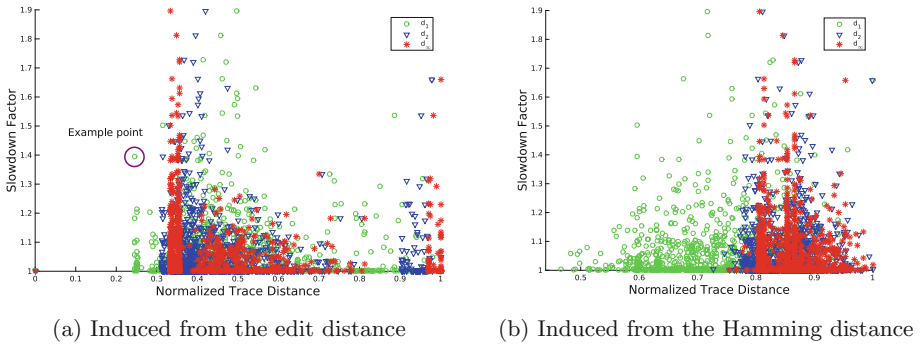 1.9
1.8
1.7
1.6
1.5
1.4
1.3
1.2
1.1
1
Slowdown Factor
Example point
d1
d2
d∞
0 0.1 0.2 0.3 0.4 0.5 0.6 0.7 0.8 0.9 1
Normalized Trace Distance
(a) Induced from the edit distance
1.9
1.8
1.7
1.6
1.5
1.4
1.3
1.2
1.1
1
Slowdown Factor
d1
d2
d∞
0.5 0.6 0.7 0.8 0.9 1
Normalized Trace Distance
(b) Induced from the Hamming distance